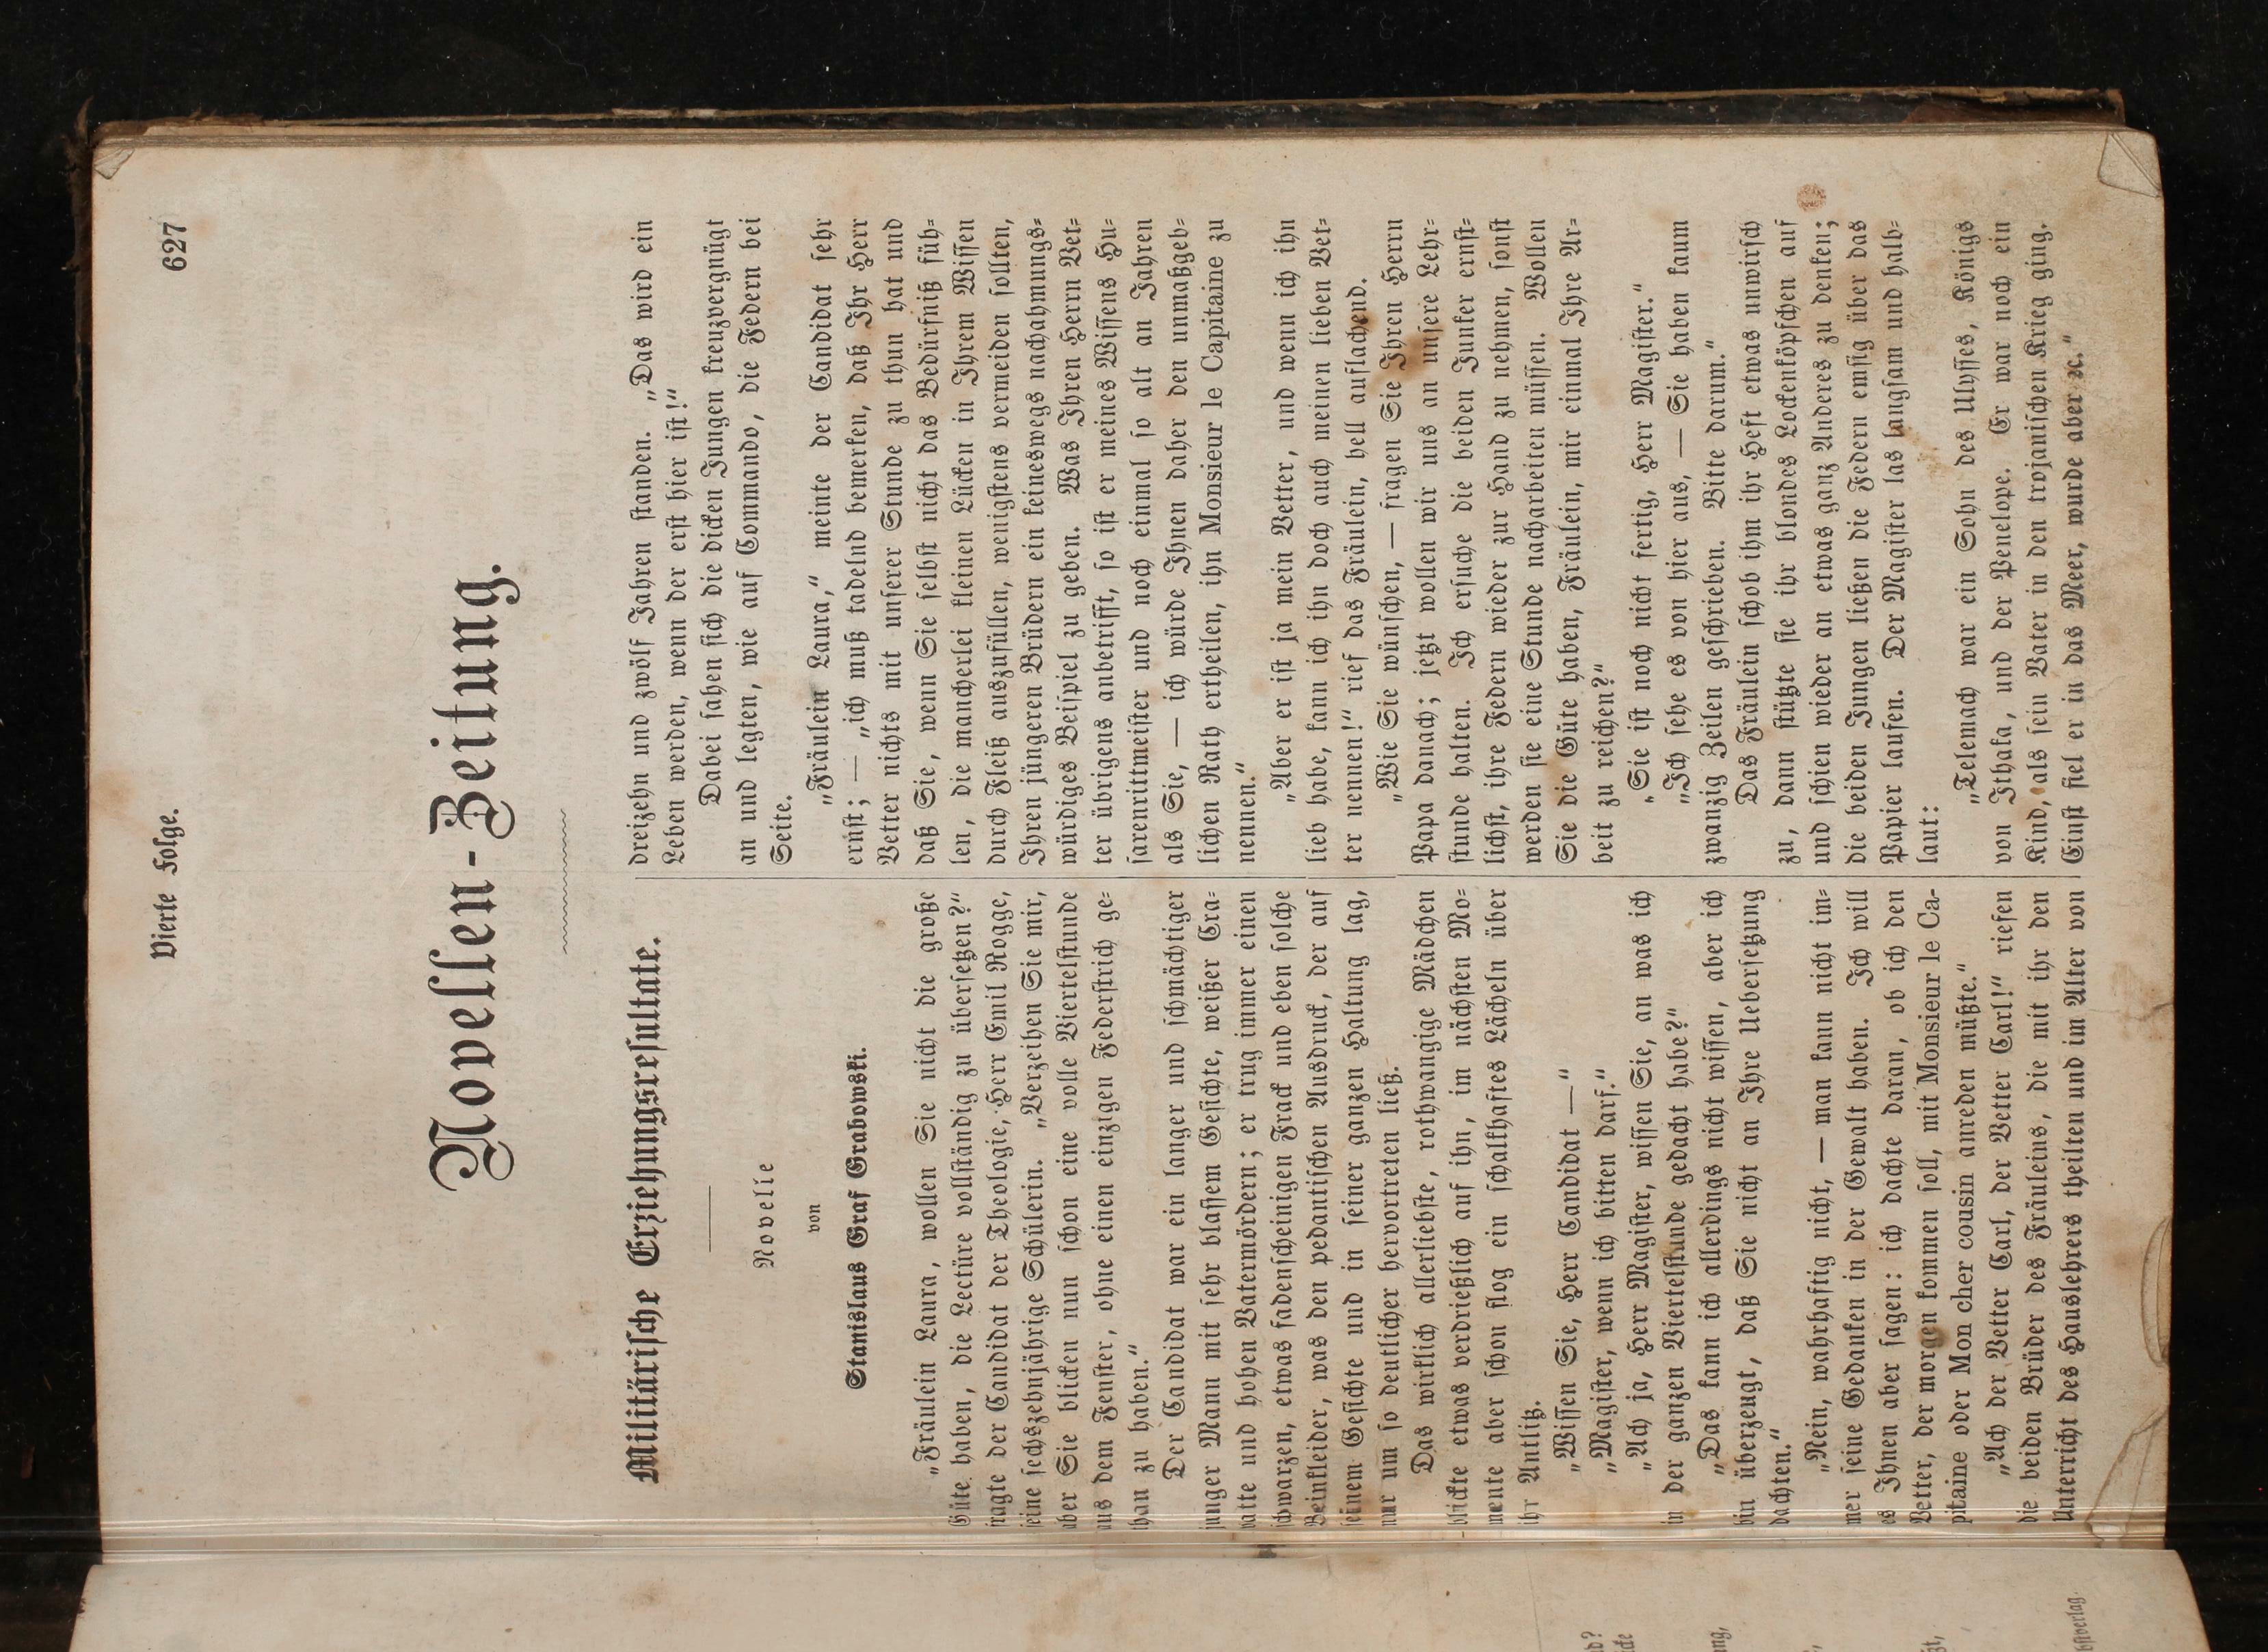 Vierte Folge.
627
Novellen-Zeitung.
Militärische Erziehungsresultate.
Novelle
von
Stanislaus Graf Grabowski.
„Fräulein Laura, wollen Sie nicht die große
Güte haben, die Lectüre vollständig zu übersetzen?“
fragte der Candidat der Theologie, Herr Emil Rogge,
seine sechszehnjährige Schülerin. „Verzeihen Sie mir,
aber Sie blicken nun schon eine volle Viertelstunde
aus dem Fenster, ohne einen einzigen Federstrich ge-
than zu haben.“
Der Candidat war ein langer und schmächtiger
junger Mann mit sehr blassem Gesichte, weißer Cra-
vatte und hohen Vatermördern; er trug immer einen
schwarzen, etwas fadenscheinigen Frack und eben solche
Beinkleider, was den pedantischen Ausdruck, der auf
seinem Gesichte und in seiner ganzen Haltung lag,
nur um so deutlicher hervortreten ließ.
Das wirklich allerliebste, rothwangige Mädchen
blickte etwas verdrießlich auf ihn, im nächsten Mo-
mente aber schon flog ein schalkhaftes Lächeln über
ihr Antlitz.
„Wissen Sie, Herr Candidat —“
„Magister, wenn ich bitten darf.“
„Ach ja, Herr Magister, wissen Sie, an was ich
in der ganzen Viertelstunde gedacht habe?“
„Das kann ich allerdings nicht wissen, aber ich
bin überzeugt, daß Sie nicht an Ihre Uebersetzung
dachten.“
„Nein, wahrhaftig nicht, — man kann nicht im-
mer seine Gedanken in der Gewalt haben. Ich will
es Ihnen aber sagen: ich dachte daran, ob ich den
Vetter, der morgen kommen soll, mit Monsieur le Ca-
pitaine oder Mon cher cousin anreden müßte.“
„Ach der Vetter Carl, der Vetter Carl!“ riefen
die beiden Brüder des Fräuleins, die mit ihr den
Unterricht des Hauslehrers theilten und im Alter von
dreizehn und zwölf Jahren standen. „Das wird ein
Leben werden, wenn der erst hier ist!“
Dabei sahen sich die dicken Jungen kreuzvergnügt
an und legten, wie auf Commando, die Federn bei
Seite.
„Fräulein Laura,“ meinte der Candidat sehr
ernst; — „ich muß tadelnd bemerken, daß Ihr Herr
Vetter nichts mit unserer Stunde zu thun hat und
daß Sie, wenn Sie selbst nicht das Bedürfniß füh-
len, die mancherlei kleinen Lücken in Ihrem Wissen
durch Fleiß auszufüllen, wenigstens vermeiden sollten,
Ihren jüngeren Brüdern ein keineswegs nachahmungs-
würdiges Beispiel zu geben. Was Ihren Herrn Vet-
ter übrigens anbetrifft, so ist er meines Wissens Hu-
sarenrittmeister und noch einmal so alt an Jahren
als Sie, — ich würde Ihnen daher den unmaßgeb-
lichen Rath ertheilen, ihn Monsieur le Capitaine zu
nennen.“
„Aber er ist ja mein Vetter, und wenn ich ihn
lieb habe, kann ich ihn doch auch meinen lieben Vet-
ter nennen!“ rief das Fräulein, hell auflachend.
„Wie Sie wünschen, — fragen Sie Ihren Herrn
Papa danach; jetzt wollen wir uns an unsere Lehr-
stunde halten. Ich ersuche die beiden Junker ernst-
lichst, ihre Federn wieder zur Hand zu nehmen, sonst
werden sie eine Stunde nacharbeiten müssen. Wollen
Sie die Güte haben, Fräulein, mir einmal Ihre Ar-
beit zu reichen?“
„Sie ist noch nicht fertig, Herr Magister.“
„Ich sehe es von hier aus, — Sie haben kaum
zwanzig Zeilen geschrieben. Bitte darum.“
Das Fräulein schob ihm ihr Heft etwas unwirsch
zu, dann stützte sie ihr blondes Lockenköpfchen auf
und schien wieder an etwas ganz Anderes zu denken;
die beiden Jungen ließen die Federn emsig über das
Papier laufen. Der Magister las langsam und halb-
laut:
„Telemach war ein Sohn des Ulysses, Königs
von Ithaka, und der Penelope. Er war noch ein
Kind, als sein Vater in den trojanischen Krieg ging.
Einst fiel er in das Meer, wurde aber ꝛc.“